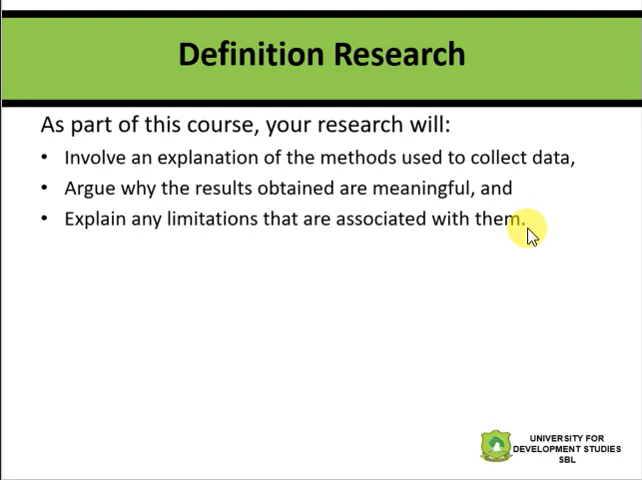 Definition Research
As part of this course, your research will:
• Involve an explanation of the methods used to collect data,
• Argue why the results obtained are meaningful, and
• Explain any limitations that are associated with them.
UNIVERSITY FOR
DEVELOPMENT STUDIES
SBL